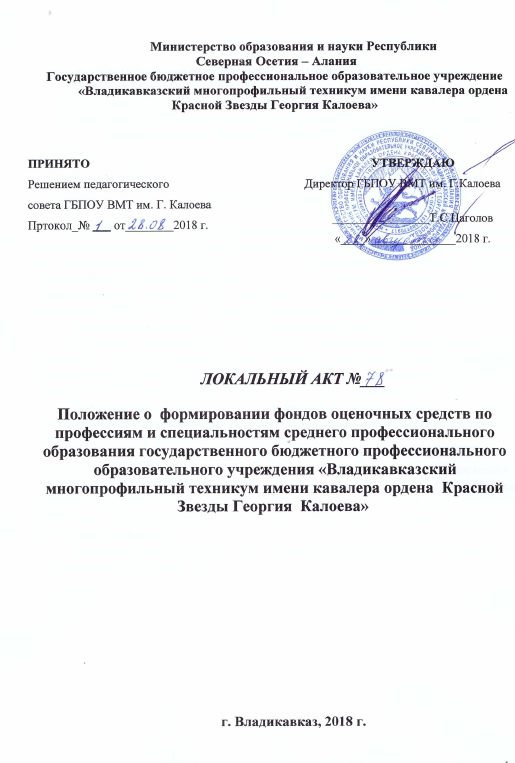 Министерство образования и науки Республики
Северная Осетия – Алания
Государственное бюджетное профессиональное образовательное учреждение
«Владикавказский многопрофильный техникум имени кавалера ордена
Красной Звезды Георгия Калоева»
ПРИНЯТО
Решением педагогического
совета ГБПОУ ВМТ им. Г. Калоева
Пртокол_№ 1 от 28.08 2018 г.
УТВЕРЖДАЮ
Директор ГБПОУ ВМТ им. Г.Калоева
Т.С.Цаголов
« » 2018 г.
ЛОКАЛЬНЫЙ АКТ № 78
Положение о формировании фондов оценочных средств по
профессиям и специальностям среднего профессионального
образования государственного бюджетного профессионального
образовательного учреждения «Владикавказский
многопрофильный техникум имени кавалера ордена Красной
Звезды Георгия Калоева»
г. Владикавказ, 2018 г.